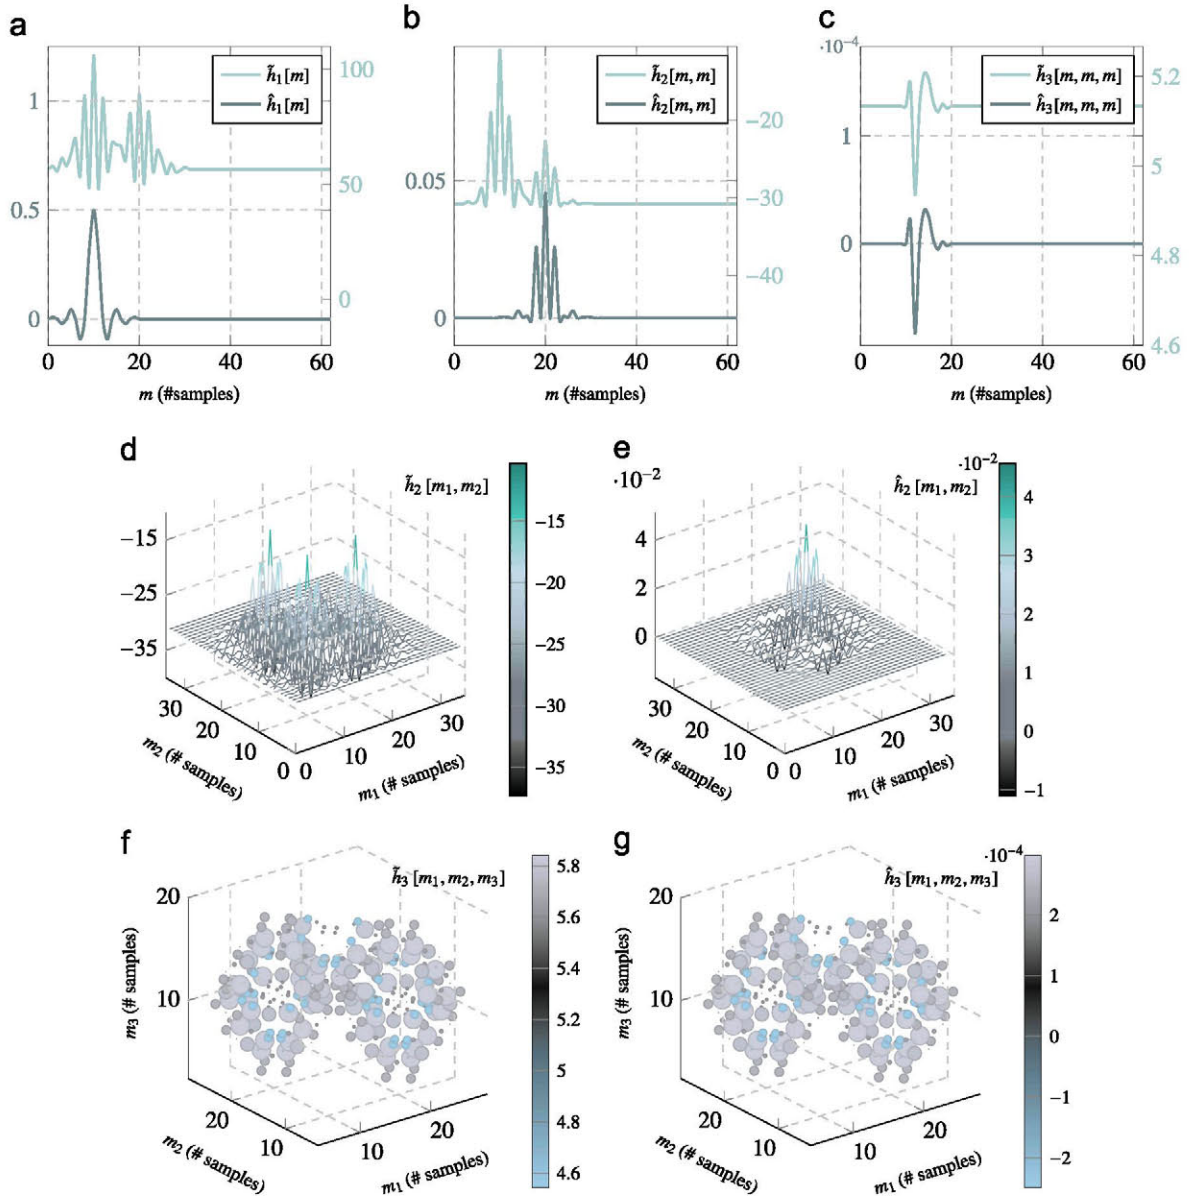 a
b
c
h̃₁[m]
ĥ₁[m]
1
0.5
0
100
50
0
0 20 40 60
m (#samples)
h̃₂[m, m]
ĥ₂[m, m]
0.05
0
−20
−30
−40
0 20 40 60
m (#samples)
·10⁻⁴
h̃₃[m, m, m]
ĥ₃[m, m, m]
1
0
5.2
5
4.8
4.6
0 20 40 60
m (#samples)
d
h̃₂ [m₁, m₂]
−15
−25
−35
30
20
10
0
0
10
20
30
m₂ (# samples)
m₁ (# samples)
−15
−20
−25
−30
−35
e
·10⁻²
ĥ₂ [m₁, m₂]
·10⁻²
4
2
0
30
20
10
0
0
10
20
30
m₂ (# samples)
m₁ (# samples)
4
3
2
1
0
−1
f
h̃₃ [m₁, m₂, m₃]
20
10
m₃ (# samples)
20
10
m₂ (# samples)
10
20
m₁ (# samples)
5.8
5.6
5.4
5.2
5
4.8
4.6
g
ĥ₃ [m₁, m₂, m₃]
·10⁻⁴
20
10
m₃ (# samples)
20
10
m₂ (# samples)
10
20
m₁ (# samples)
2
1
0
−1
−2